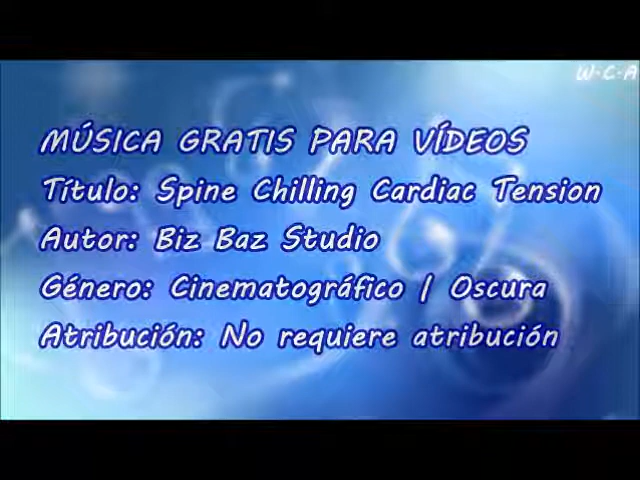 W-C-A
MÚSICA GRATIS PARA VÍDEOS
Título: Spine Chilling Cardiac Tension
Autor: Biz Baz Studio
Género: Cinematográfico | Oscura
Atribución: No requiere atribución